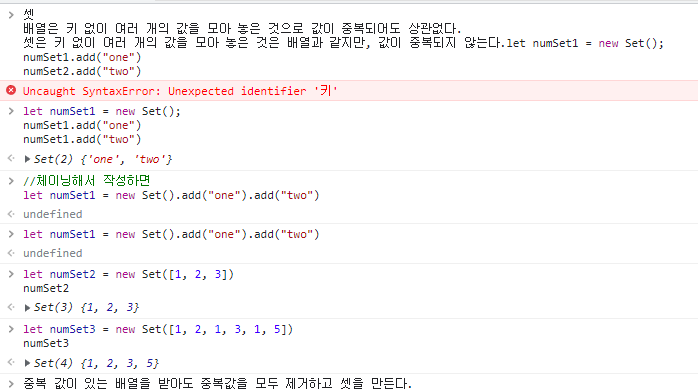 셋
배열은 키 없이 여러 개의 값을 모아 놓은 것으로 값이 중복되어도 상관없다.
셋은 키 없이 여러 개의 값을 모아 놓은 것은 배열과 같지만, 값이 중복되지 않는다.let numSet1 = new Set();
numSet1.add("one")
numSet2.add("two")
Uncaught SyntaxError: Unexpected identifier '키'
let numSet1 = new Set();
numSet1.add("one")
numSet1.add("two")
Set(2) {'one', 'two'}
//체이닝해서 작성하면
let numSet1 = new Set().add("one").add("two")
undefined
let numSet1 = new Set().add("one").add("two")
undefined
let numSet2 = new Set([1, 2, 3])
numSet2
Set(3) {1, 2, 3}
let numSet3 = new Set([1, 2, 1, 3, 1, 5])
numSet3
Set(4) {1, 2, 3, 5}
중복 값이 있는 배열을 받아도 중복값을 모두 제거하고 셋을 만든다.